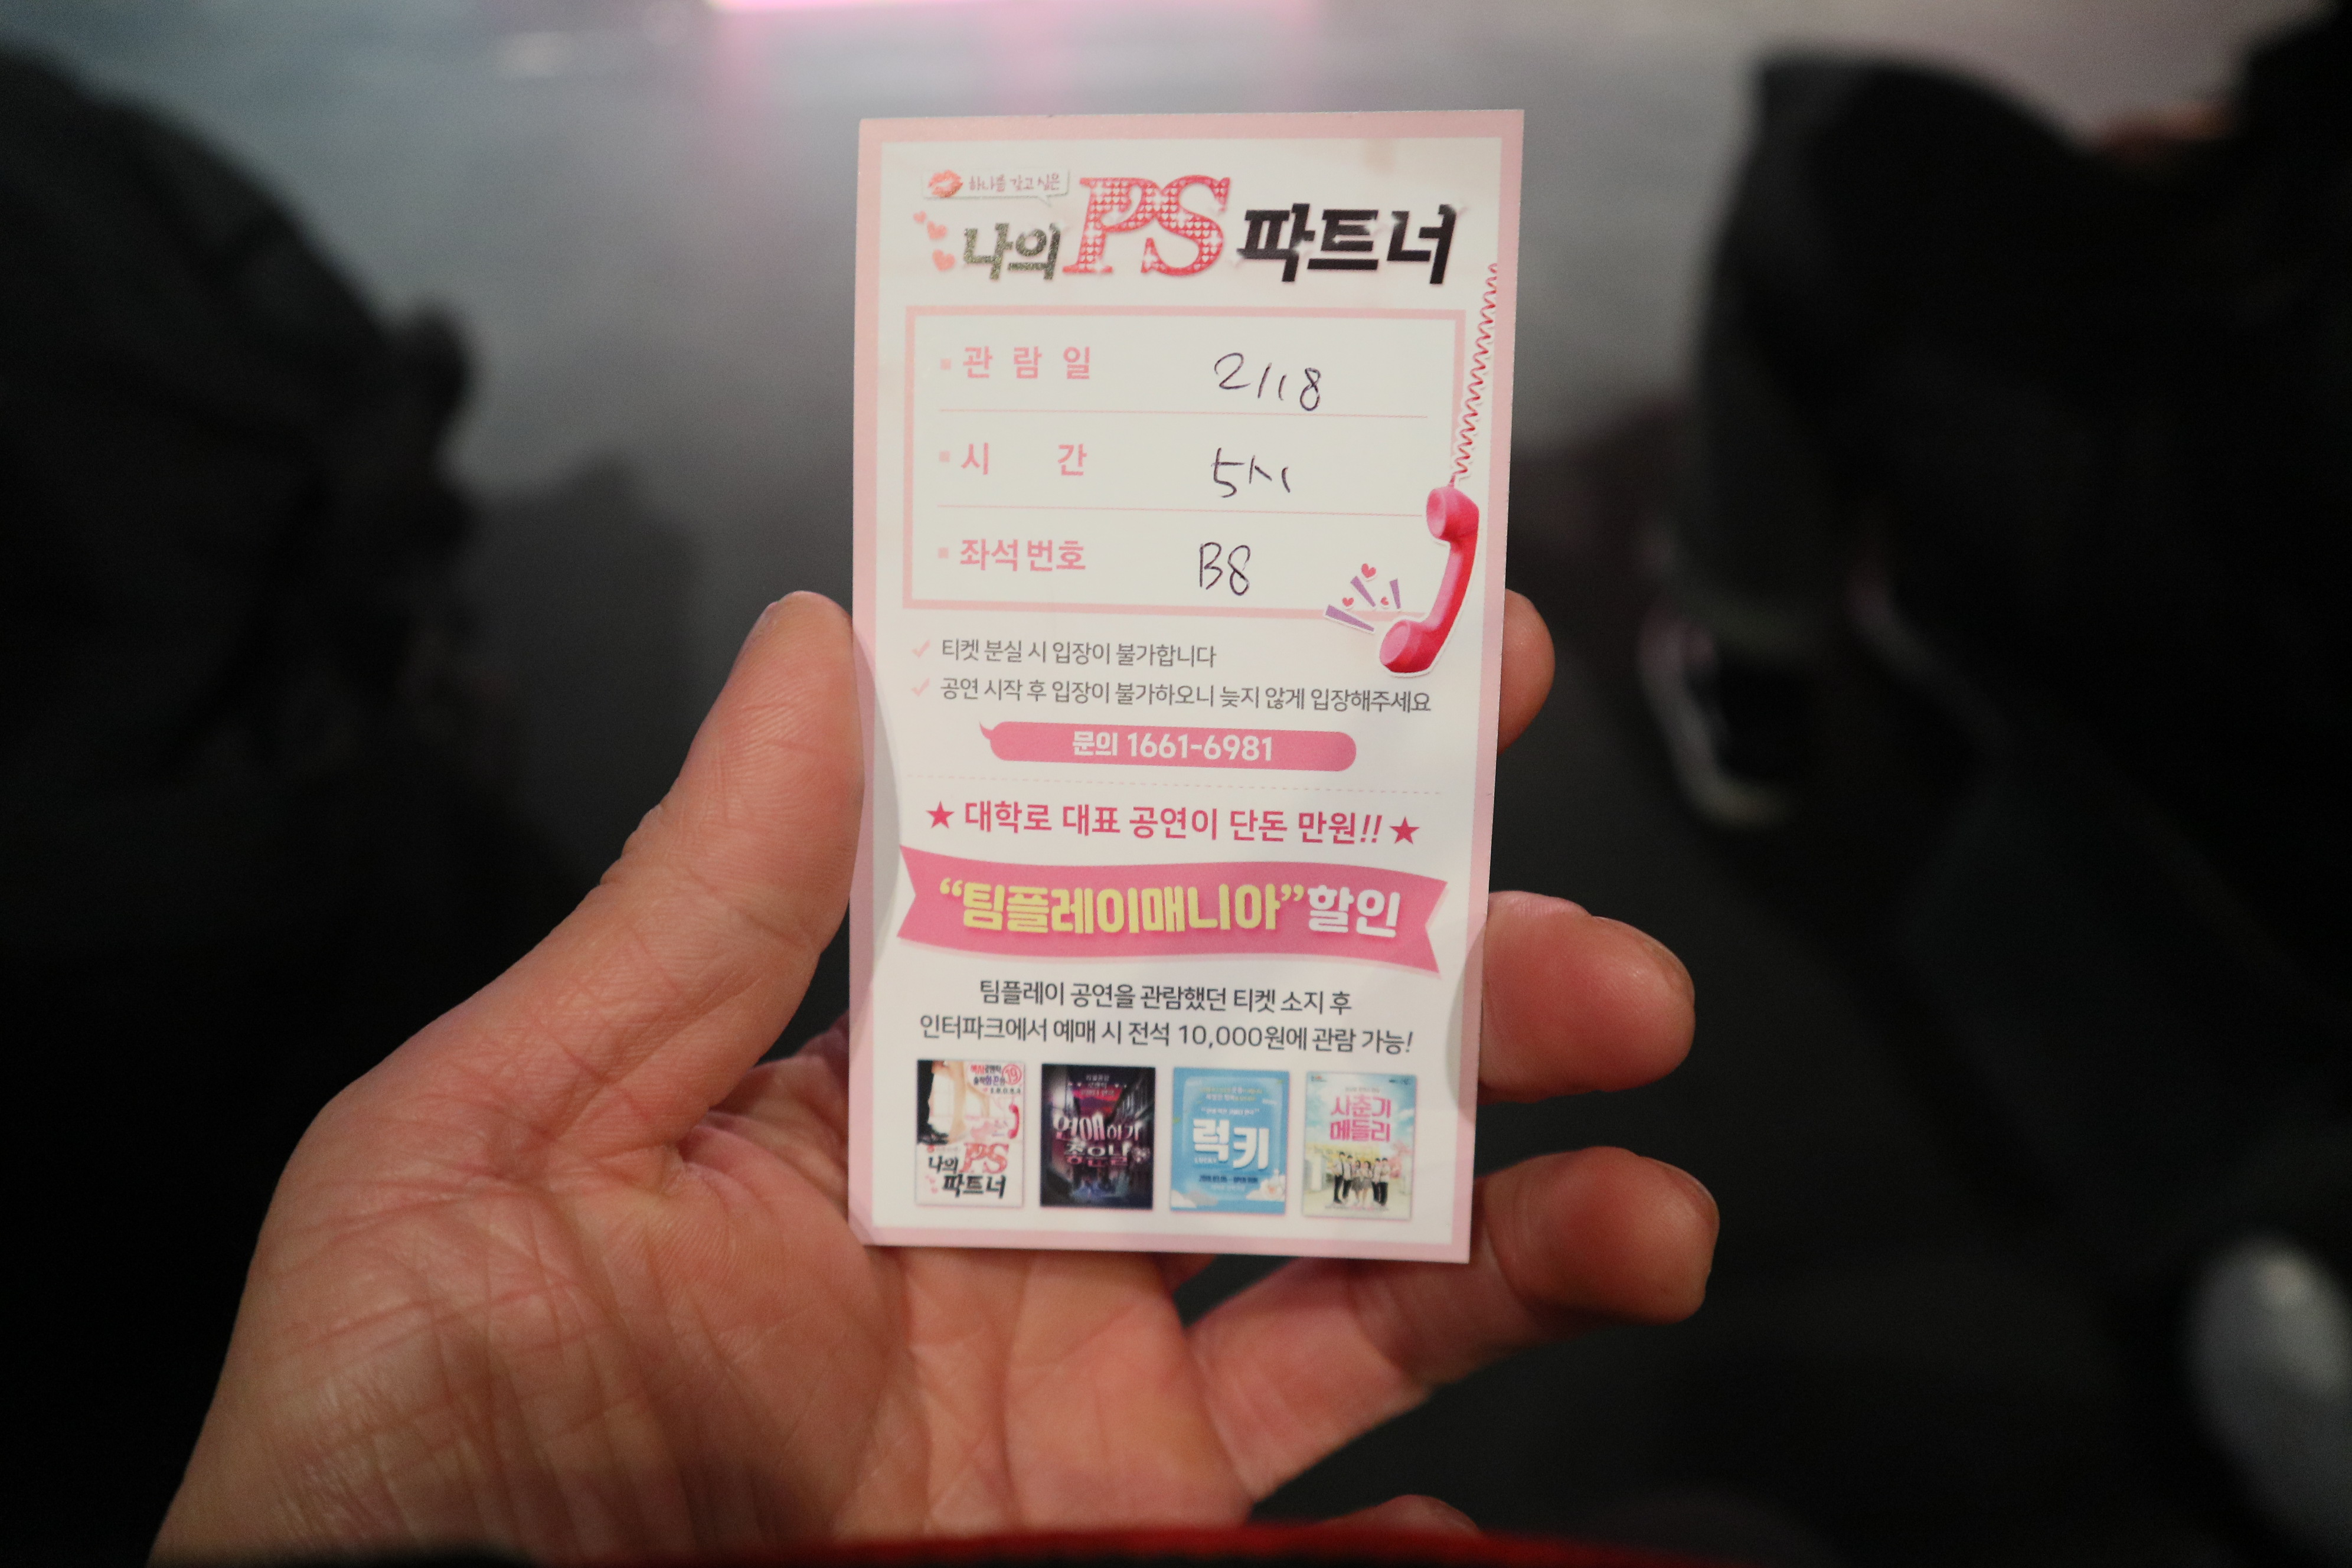 하나를 갖고 싶은
나의 PS 파트너
관람일 2/18
시간 5시
좌석번호 B8
티켓 분실 시 입장이 불가합니다
공연 시작 후 입장이 불가하오니 늦지 않게 입장해주세요
문의 1661-6981
★ 대학로 대표 공연이 단돈 만원!! ★
“팀플레이매니아”할인
팀플레이 공연을 관람했던 티켓 소지 후
인터파크에서 예매 시 전석 10,000원에 관람 가능!
나의 PS 파트너
연애하기 좋은날
럭키
사춘기 메들리